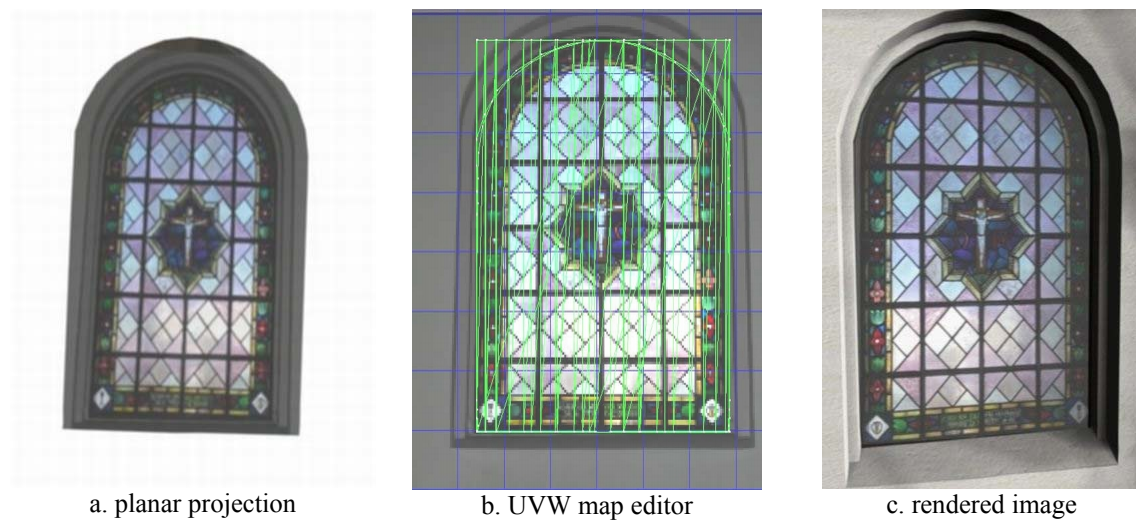 a. planar projection
b. UVW map editor
c. rendered image